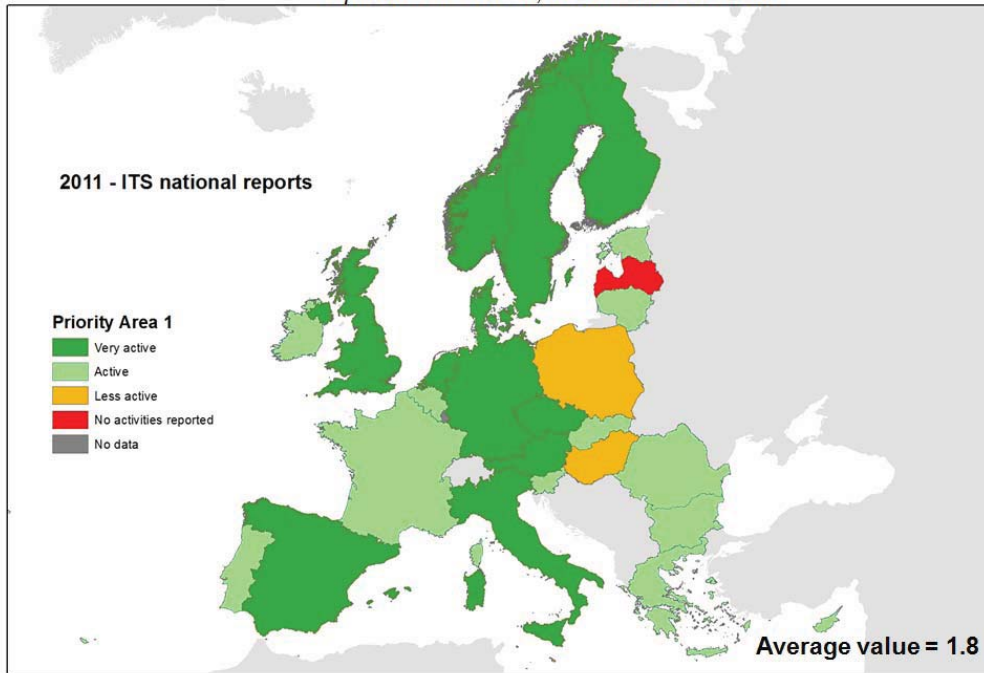 2011 - ITS national reports
Priority Area 1
Very active
Active
Less active
No activities reported
No data
Average value = 1.8